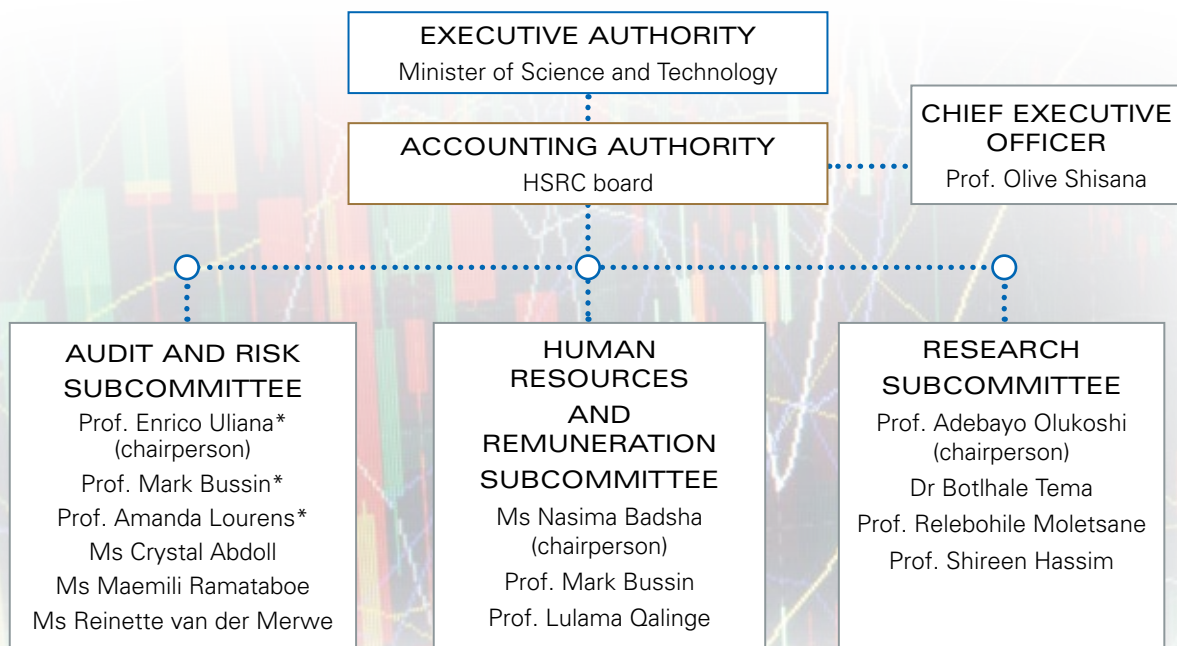 EXECUTIVE AUTHORITY
Minister of Science and Technology
ACCOUNTING AUTHORITY
HSRC board
CHIEF EXECUTIVE
OFFICER
Prof. Olive Shisana
AUDIT AND RISK
SUBCOMMITTEE
Prof. Enrico Uliana*
(chairperson)
Prof. Mark Bussin*
Prof. Amanda Lourens*
Ms Crystal Abdoll
Ms Maemili Ramataboe
Ms Reinette van der Merwe
HUMAN
RESOURCES
AND
REMUNERATION
SUBCOMMITTEE
Ms Nasima Badsha
(chairperson)
Prof. Mark Bussin
Prof. Lulama Qalinge
RESEARCH
SUBCOMMITTEE
Prof. Adebayo Olukoshi
(chairperson)
Dr Botlhale Tema
Prof. Relebohile Moletsane
Prof. Shireen Hassim